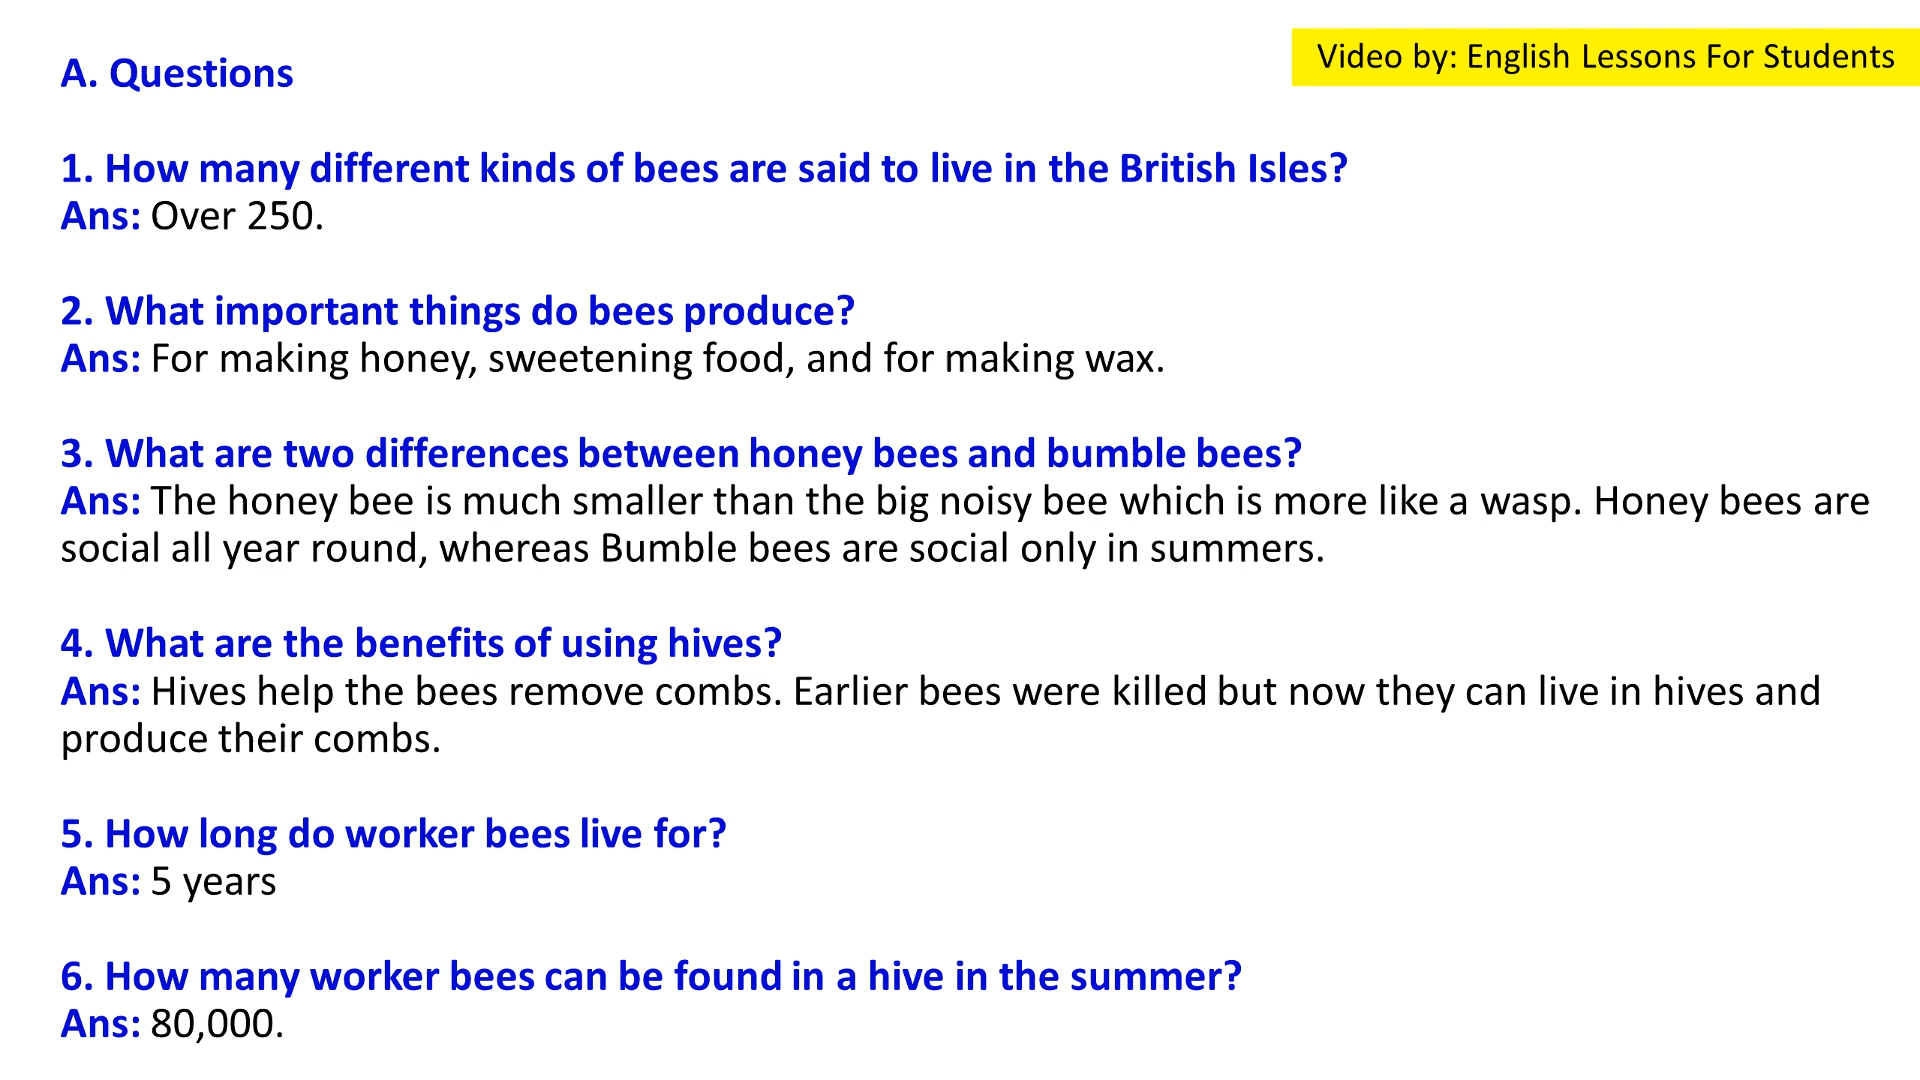 Video by: English Lessons For Students
A. Questions
1. How many different kinds of bees are said to live in the British Isles?
Ans: Over 250.
2. What important things do bees produce?
Ans: For making honey, sweetening food, and for making wax.
3. What are two differences between honey bees and bumble bees?
Ans: The honey bee is much smaller than the big noisy bee which is more like a wasp. Honey bees are
social all year round, whereas Bumble bees are social only in summers.
4. What are the benefits of using hives?
Ans: Hives help the bees remove combs. Earlier bees were killed but now they can live in hives and
produce their combs.
5. How long do worker bees live for?
Ans: 5 years
6. How many worker bees can be found in a hive in the summer?
Ans: 80,000.